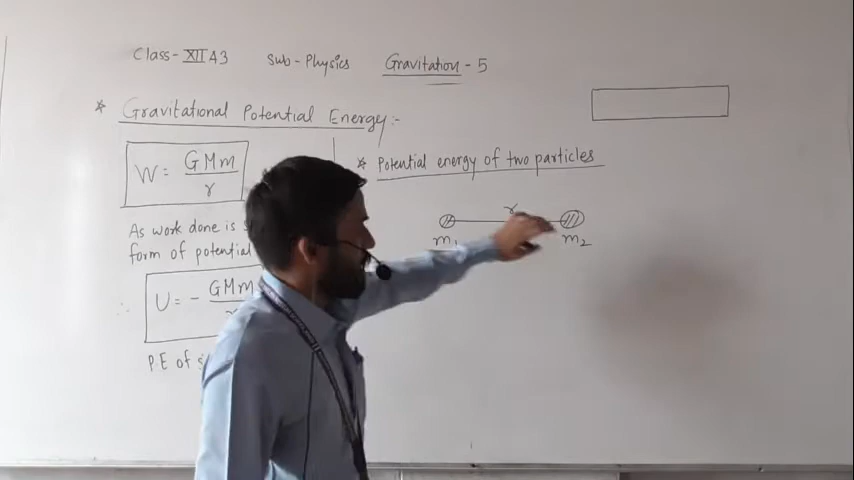 Class-XII A3 Sub-Physics Gravitation-5
* Gravitational Potential Energy:-
W = GMm/r
As work done is
form of potential
∴ U = - GMm
P.E of
* Potential energy of two particles
r
m₁ m₂